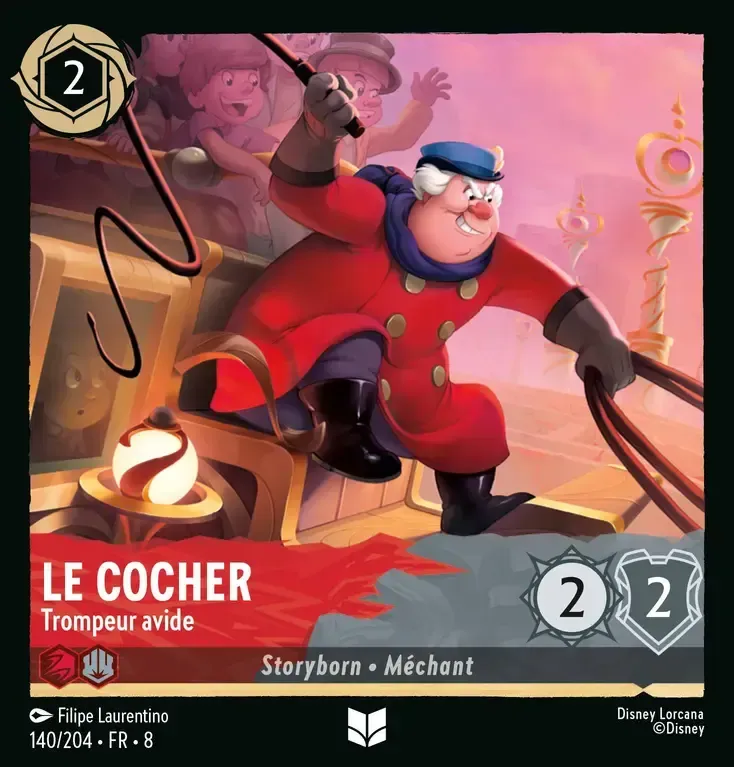 2
LE COCHER
Trompeur avide
2 2
Storyborn • Méchant
Filipe Laurentino
140/204 • FR • 8
Disney Lorcana
©Disney